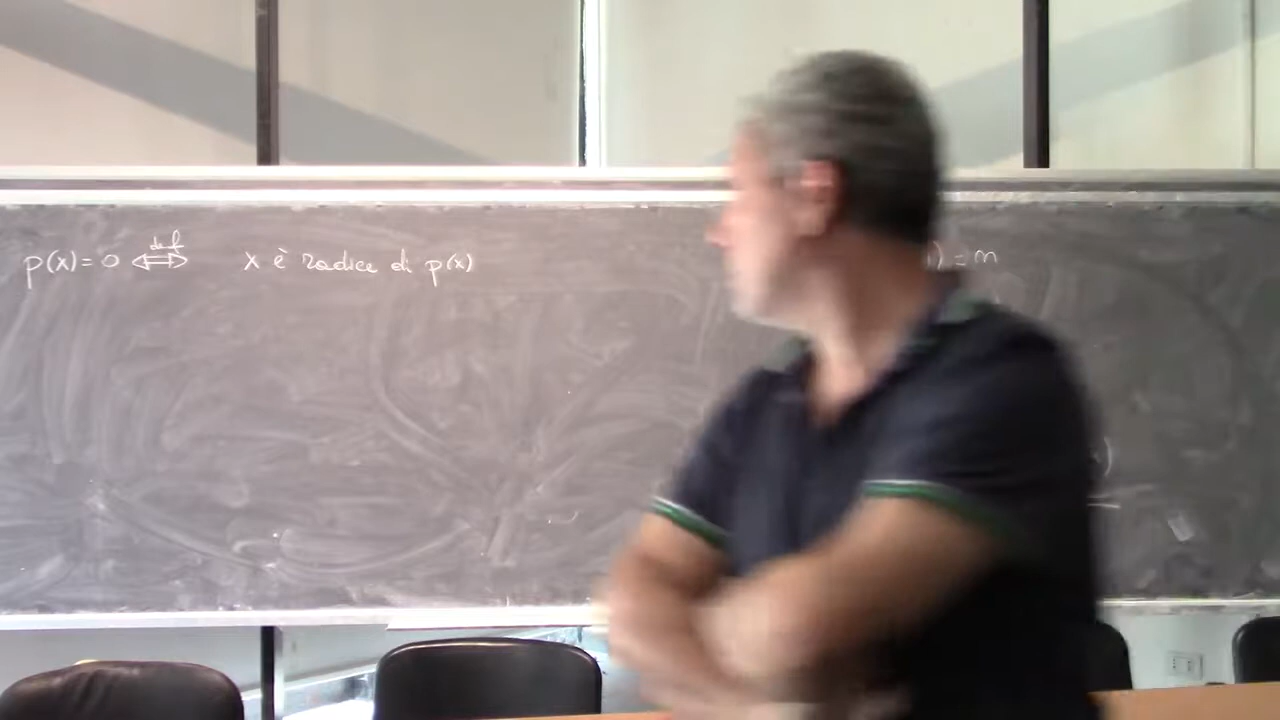 p(x) = 0 ⟺ def x è radice di p(x)
) = m